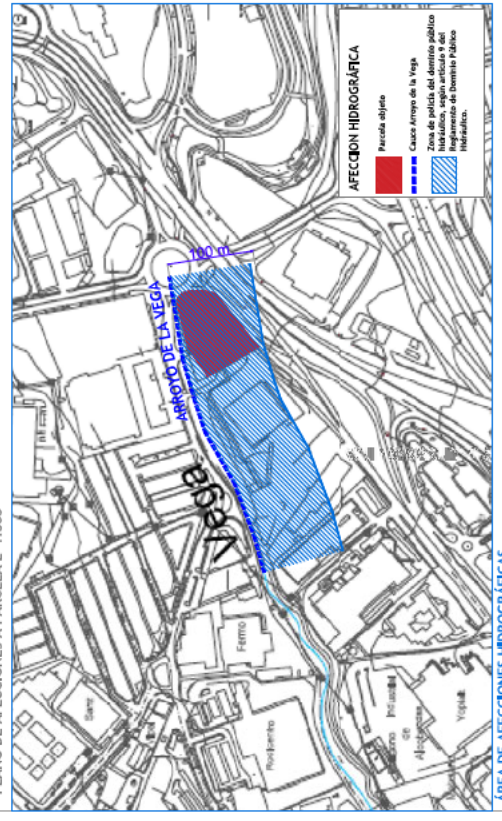 AFECCION HIDROGRÁFICA
Parcela objeto
Cauce Arroyo de la Vega
Zona de policía del dominio público
hidráulico, según artículo 9 del
Reglamento de Dominio Público
Hidráulico.
100 m
ARROYO DE LA VEGA
Vega
Fermo
Industrial
de
Alcobendas
Yoplait
ÁREA DE AFECCIONES HIDROGRÁFICAS